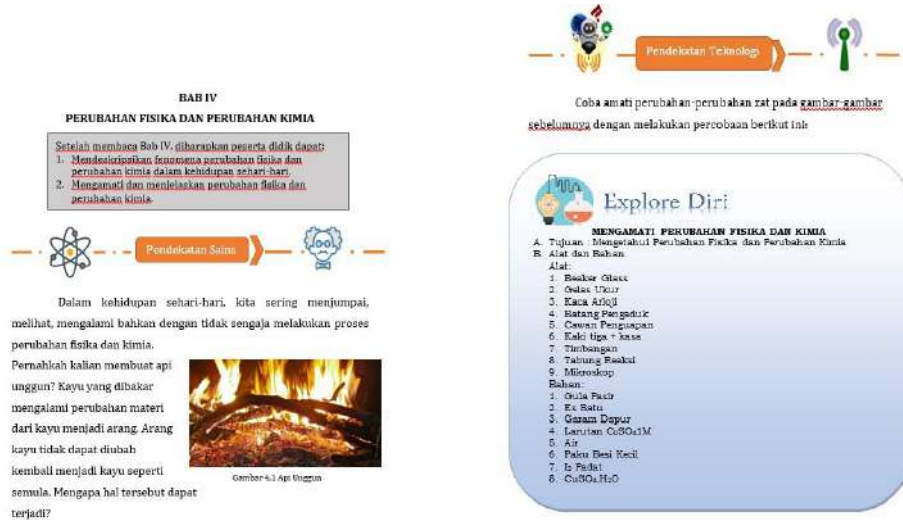 BAB IV
PERUBAHAN FISIKA DAN PERUBAHAN KIMIA
Setelah membaca Bab IV, diharapkan peserta didik dapat:
1. Mendeskripsikan fenomena perubahan fisika dan
perubahan kimia dalam kehidupan sehari-hari.
2. Mengamati dan menjelaskan perubahan fisika dan
perubahan kimia.
Pendekatan Sains
Dalam kehidupan sehari-hari, kita sering menjumpai,
melihat, mengalami bahkan dengan tidak sengaja melakukan proses
perubahan fisika dan kimia.
Pernahkah kalian membuat api
unggun? Kayu yang dibakar
mengalami perubahan materi
dari kayu menjadi arang. Arang
kayu tidak dapat diubah
kembali menjadi kayu seperti
semula. Mengapa hal tersebut dapat
terjadi?
Gambar 4.1 Api Unggun
Pendekatan Teknologi
Coba amati perubahan-perubahan zat pada gambar-gambar
sebelumnya dengan melakukan percobaan berikut ini:
Explore Diri
MENGAMATI PERUBAHAN FISIKA DAN KIMIA
A. Tujuan : Mengetahui Perubahan Fisika dan Perubahan Kimia
B. Alat dan Bahan
Alat:
1. Beaker Glass
2. Gelas Ukur
3. Kaca Arloji
4. Batang Pengaduk
5. Cawan Penguapan
6. Kaki tiga + kasa
7. Timbangan
8. Tabung Reaksi
9. Mikroskop
Bahan:
1. Gula Pasir
2. Es Batu
3. Garam Dapur
4. Larutan CuSO₄1M
5. Air
6. Paku Besi Kecil
7. I₂ Padat
8. CuSO₄.H₂O